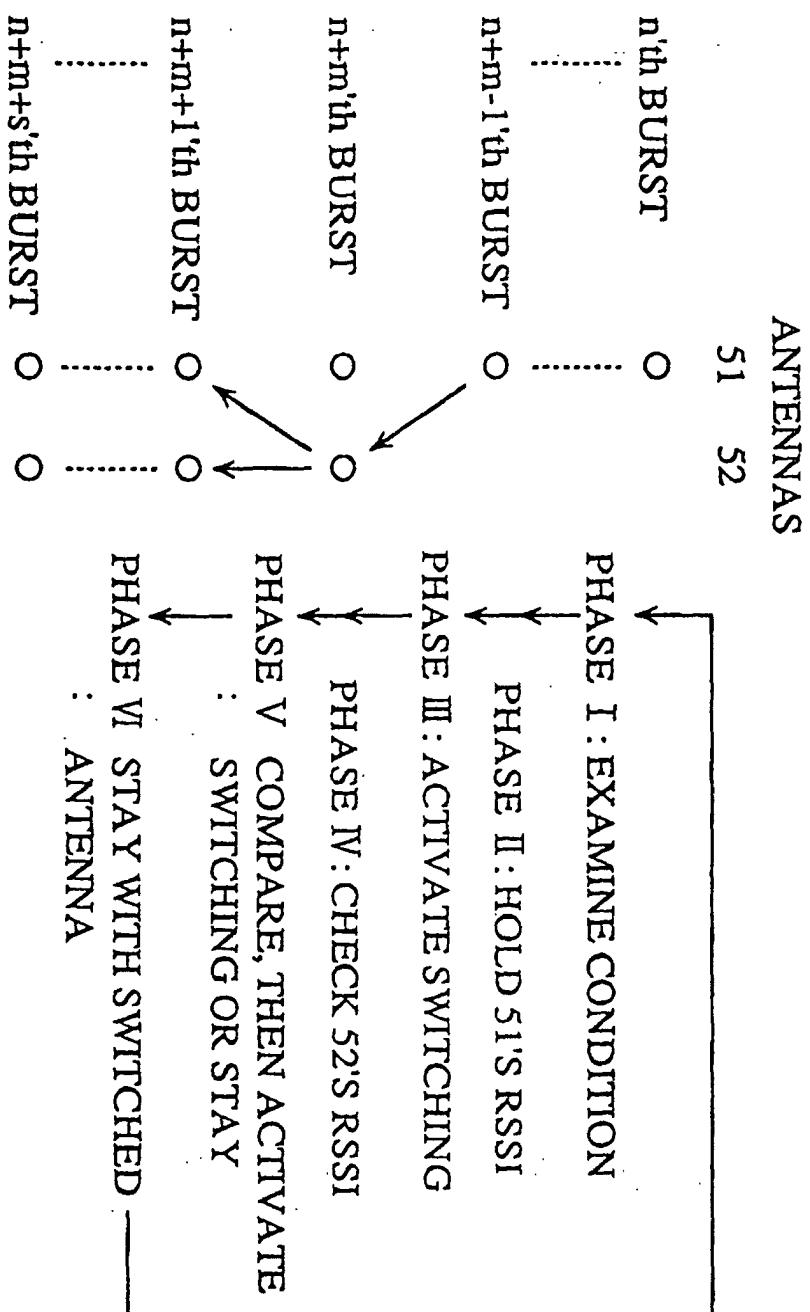 ANTENNAS
51 52
n'th BURST
n+m-1'th BURST
n+m'th BURST
n+m+1'th BURST
n+m+s'th BURST
PHASE Ⅰ : EXAMINE CONDITION
PHASE Ⅱ : HOLD 51'S RSSI
PHASE Ⅲ : ACTIVATE SWITCHING
PHASE Ⅳ : CHECK 52'S RSSI
PHASE Ⅴ COMPARE, THEN ACTIVATE
: SWITCHING OR STAY
PHASE Ⅵ STAY WITH SWITCHED
: ANTENNA